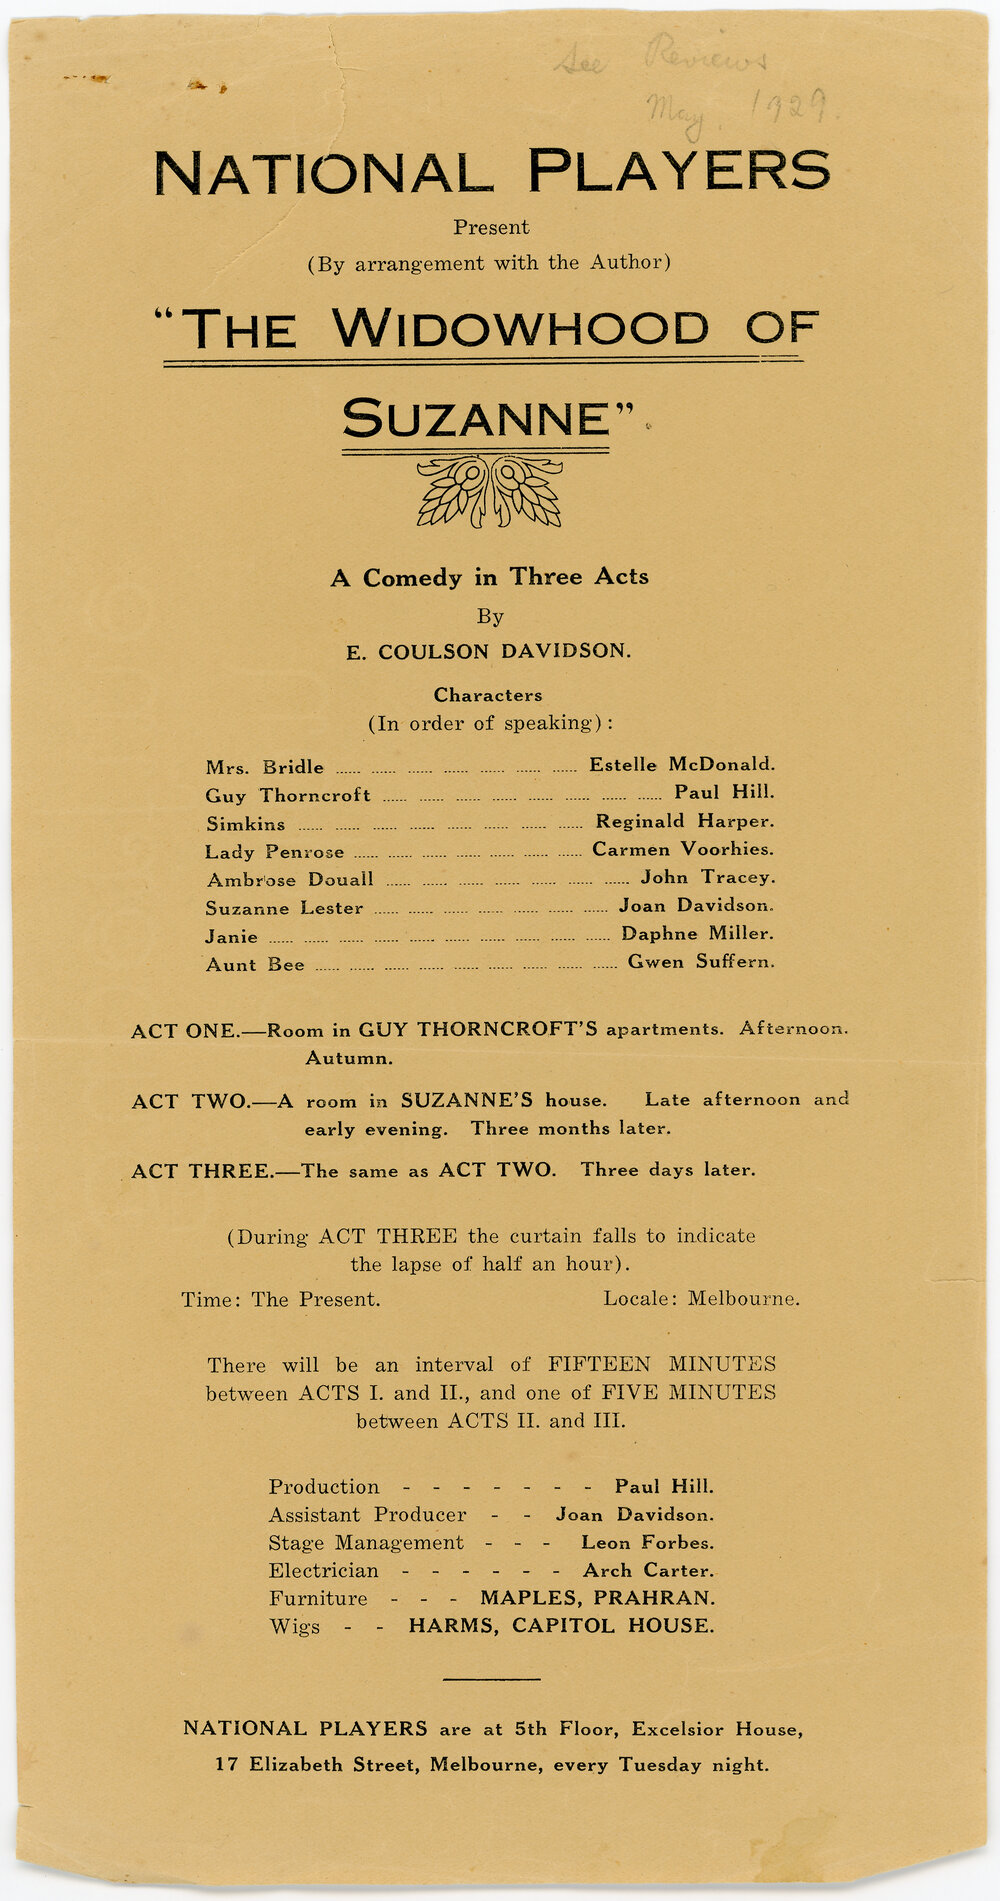 See Reviews
May. 1929.
NATIONAL PLAYERS
Present
(By arrangement with the Author)
“THE WIDOWHOOD OF
SUZANNE”.
A Comedy in Three Acts
By
E. COULSON DAVIDSON.
Characters
(In order of speaking):
Mrs. Bridle ...... ...... ...... ...... ...... ...... ...... Estelle McDonald.
Guy Thorncroft ...... ...... ...... ...... ...... ...... ...... ...... Paul Hill.
Simkins ...... ...... ...... ...... ...... ...... ...... ...... Reginald Harper.
Lady Penrose ...... ...... ...... ...... ...... ...... ...... Carmen Voorhies.
Ambrose Douall ...... ...... ...... ...... ...... ...... ...... John Tracey.
Suzanne Lester ...... ...... ...... ...... ...... ...... ...... Joan Davidson.
Janie ...... ...... ...... ...... ...... ...... ...... ...... ...... ...... Daphne Miller.
Aunt Bee ...... ...... ...... ...... ...... ...... ...... ...... ...... Gwen Suffern.
ACT ONE.—Room in GUY THORNCROFT'S apartments. Afternoon.
Autumn.
ACT TWO.—A room in SUZANNE'S house. Late afternoon and
early evening. Three months later.
ACT THREE.—The same as ACT TWO. Three days later.
(During ACT THREE the curtain falls to indicate
the lapse of half an hour).
Time: The Present. Locale: Melbourne.
There will be an interval of FIFTEEN MINUTES
between ACTS I. and II., and one of FIVE MINUTES
between ACTS II. and III.
Production - - - - - - - Paul Hill.
Assistant Producer - - Joan Davidson.
Stage Management - - - Leon Forbes.
Electrician - - - - - - Arch Carter.
Furniture - - - MAPLES, PRAHRAN.
Wigs - - HARMS, CAPITOL HOUSE.
NATIONAL PLAYERS are at 5th Floor, Excelsior House,
17 Elizabeth Street, Melbourne, every Tuesday night.